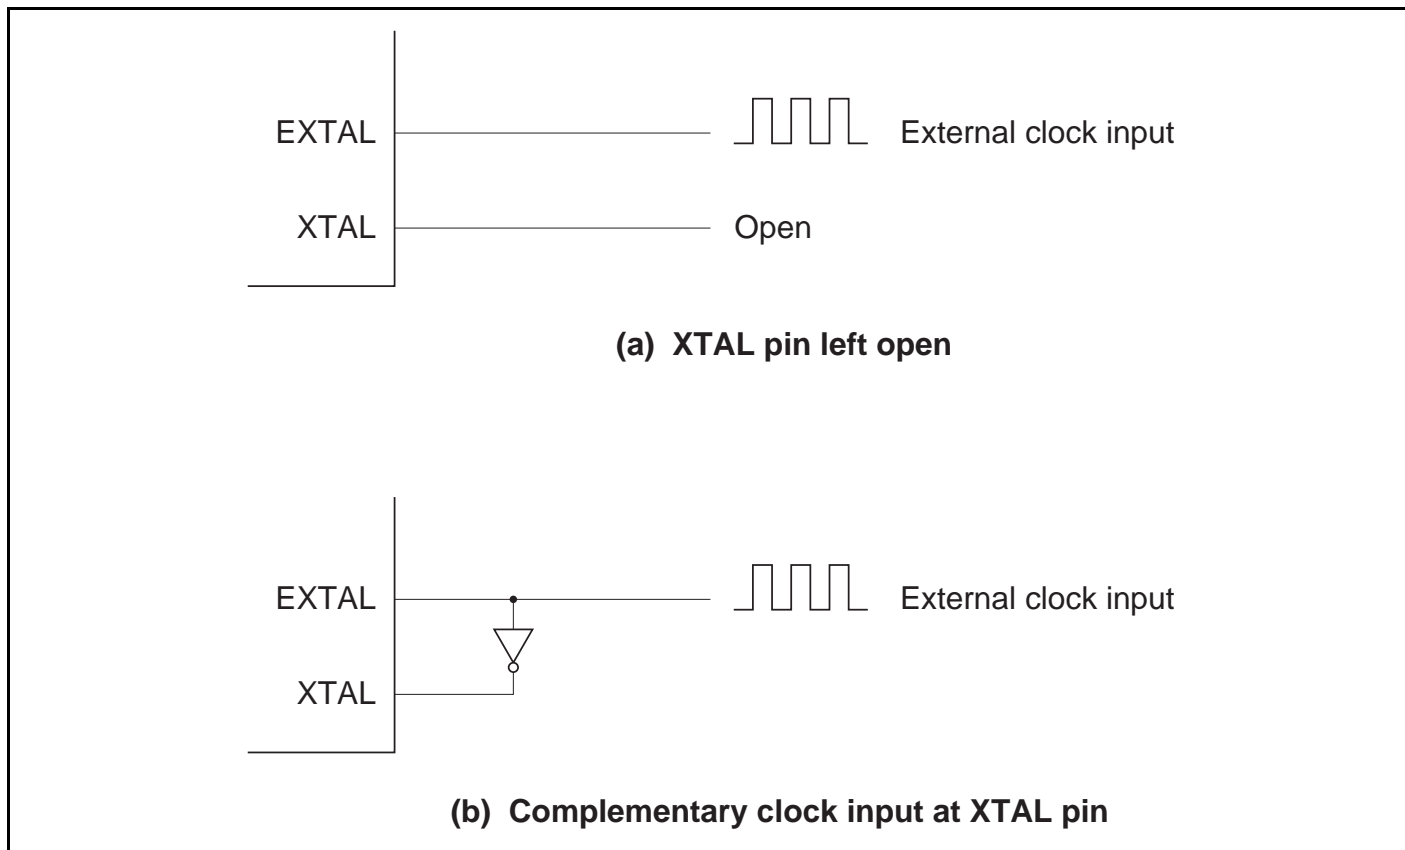 EXTAL
External clock input
XTAL
Open
(a) XTAL pin left open
EXTAL
External clock input
XTAL
(b) Complementary clock input at XTAL pin